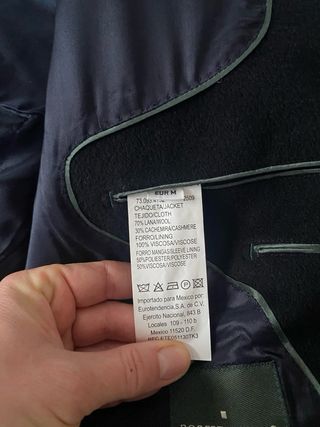 EUR M
CHAQUETA/JACKET
TEJIDO/CLOTH
70% LANA/WOOL
30% CACHEMIRA/CASHMERE
FORRO/LINING
100% VISCOSA/VISCOSE
FORRO MANGAS/SLEEVE LINING
50% POLIESTER/POLYESTER
50% VISCOSA/VISCOSE
Importado para Mexico por:
Eurotendencia,S.A. de C.V.
Ejercito Nacional, 843 B
Locales 109 - 110 b
Mexico 11520 D.F.